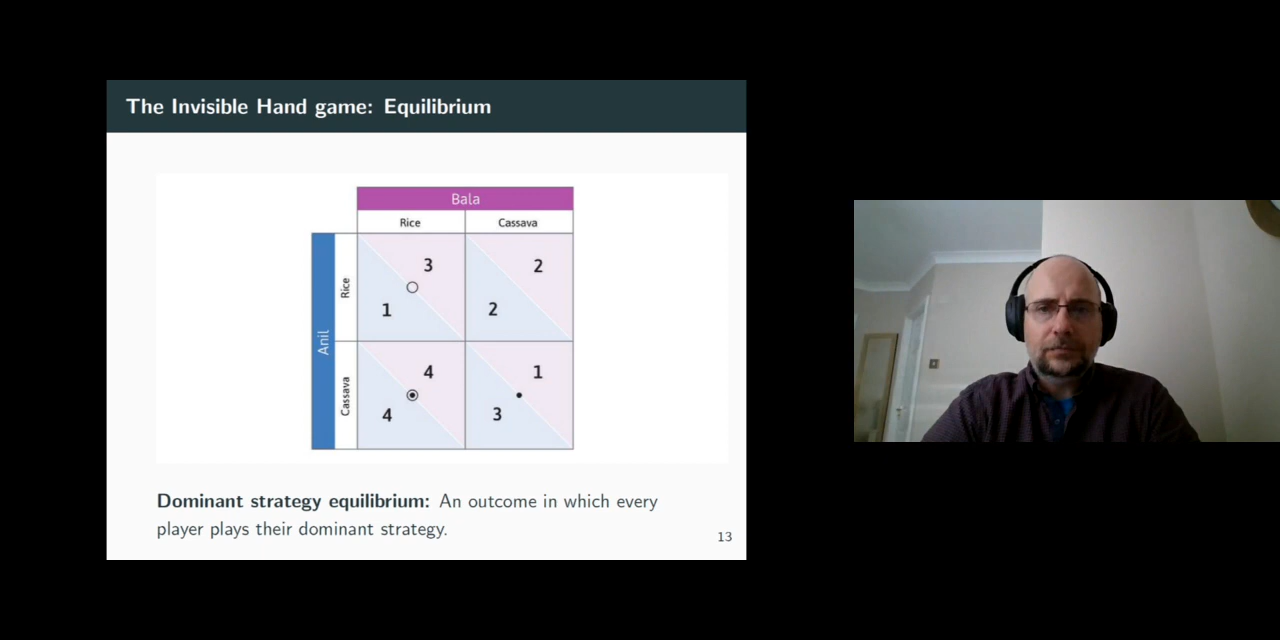 The Invisible Hand game: Equilibrium
Bala
Rice Cassava
Anil
Rice
3
1
2
2
Cassava
4
4
1
3
Dominant strategy equilibrium: An outcome in which every
player plays their dominant strategy.
13